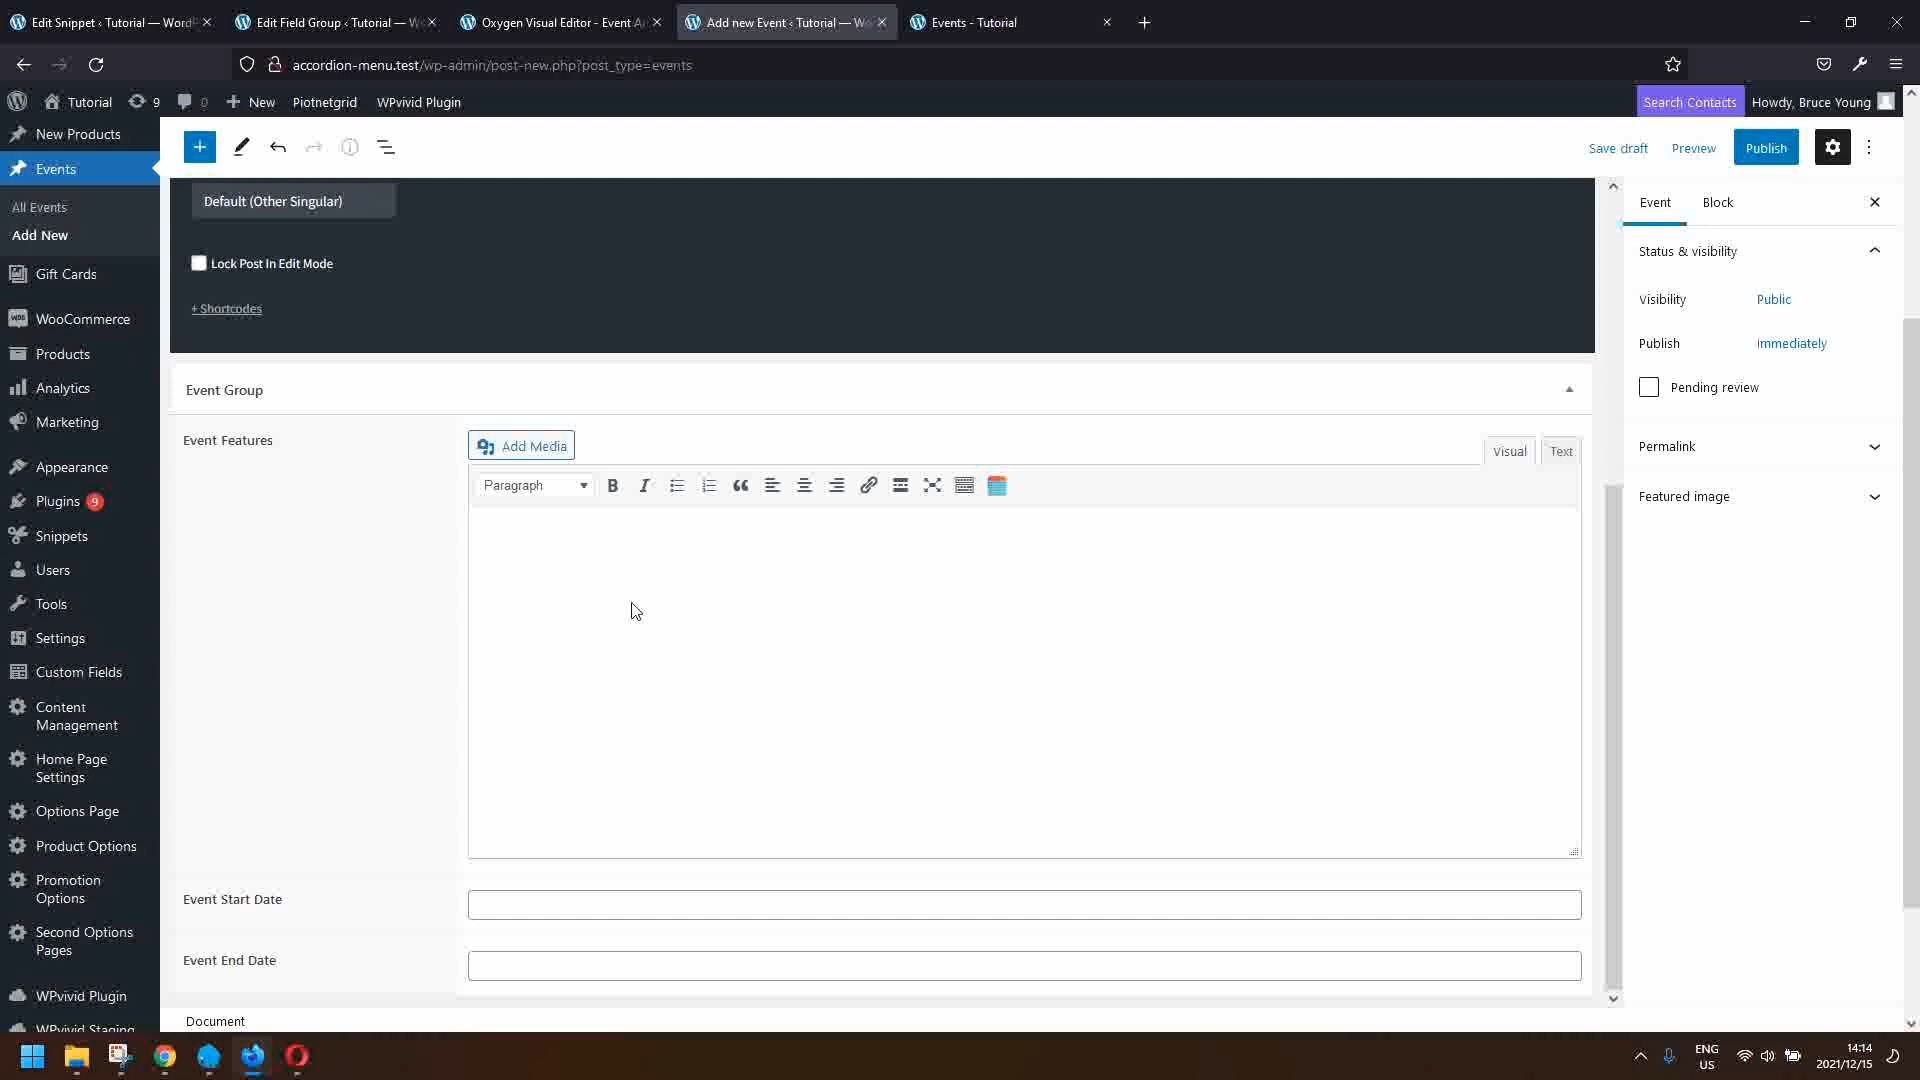 Edit Snippet ‹ Tutorial — WordP
Edit Field Group ‹ Tutorial — W
Oxygen Visual Editor - Event A
Add new Event ‹ Tutorial — Wo
Events - Tutorial
accordion-menu.test/wp-admin/post-new.php?post_type=events
Tutorial
9
0
New
Piotnetgrid
WPvivid Plugin
Search Contacts
Howdy, Bruce Young
New Products
Events
All Events
Add New
Gift Cards
WooCommerce
Products
Analytics
Marketing
Appearance
Plugins 9
Snippets
Users
Tools
Settings
Custom Fields
Content
Management
Home Page
Settings
Options Page
Product Options
Promotion
Options
Second Options
Pages
WPvivid Plugin
WPvivid Staging
Save draft
Preview
Publish
Default (Other Singular)
Lock Post In Edit Mode
+ Shortcodes
Event Group
Event Features
Add Media
Visual
Text
Paragraph
B
I
Event Start Date
Event End Date
Document
Event
Block
Status & visibility
Visibility
Public
Publish
Immediately
Pending review
Permalink
Featured image
ENG
US
14:14
2021/12/15